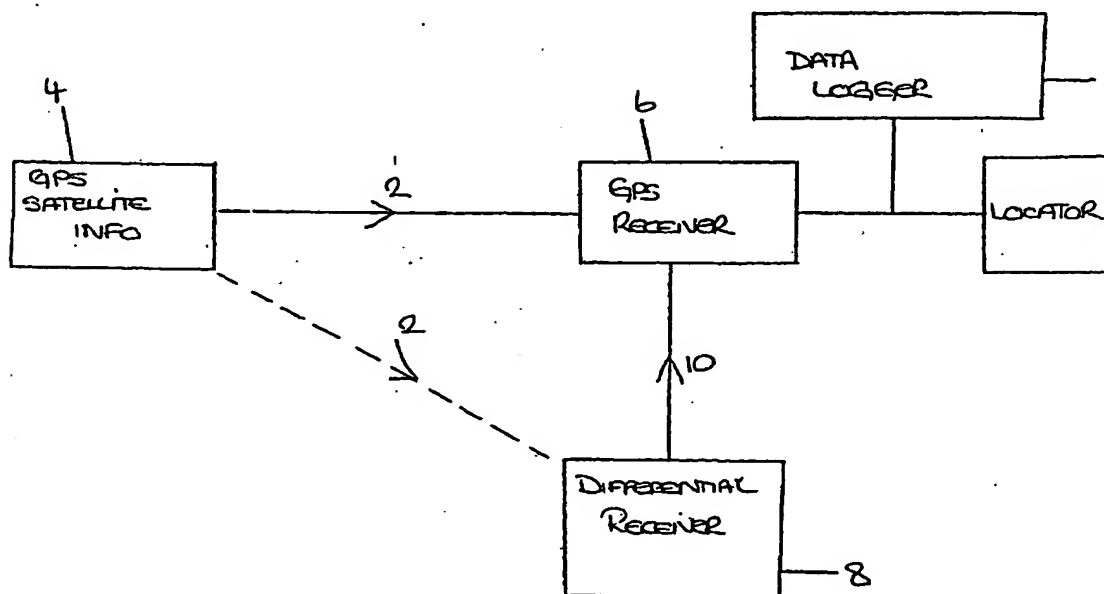 4
GPS
SATELLITE
INFO
2
6
GPS
RECEIVER
DATA
LOGGER
LOCATOR
2
10
DIFFERENTIAL
RECEIVER
8